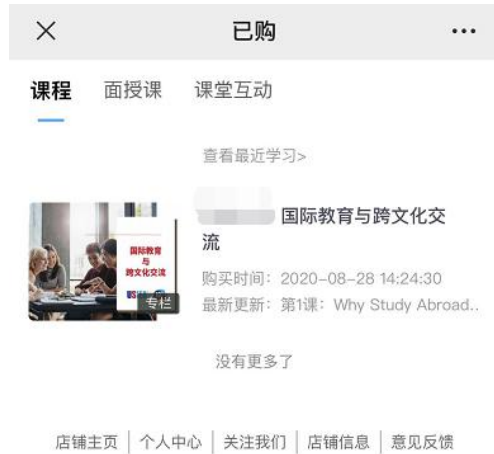 已购
课程 面授课 课堂互动
查看最近学习>
国际教育与跨文化交
流
国际教育
与
跨文化交流
专栏
购买时间：2020-08-28 14:24:30
最新更新：第1课：Why Study Abroad..
没有更多了
店铺主页 | 个人中心 | 关注我们 | 店铺信息 | 意见反馈